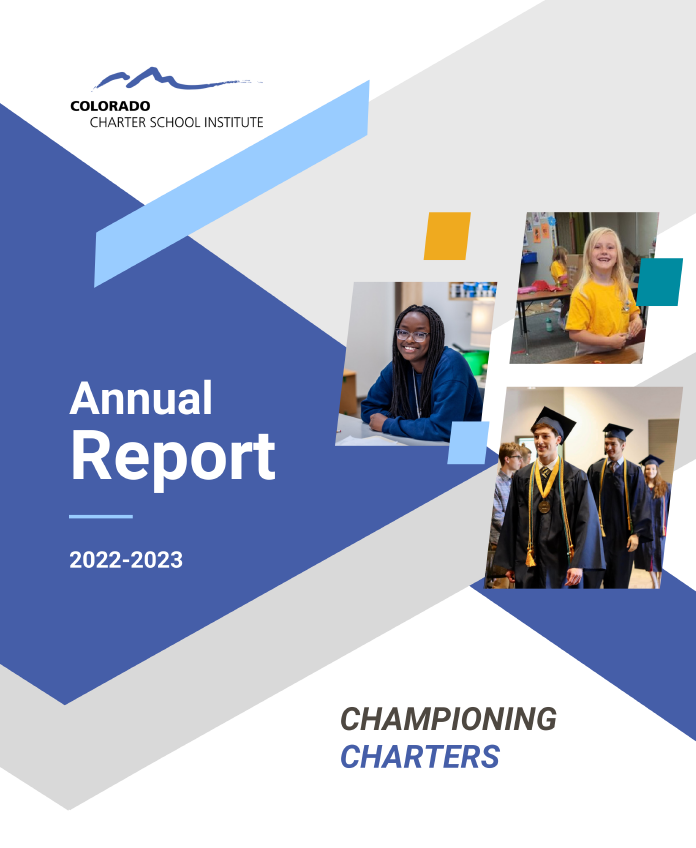 COLORADO
CHARTER SCHOOL INSTITUTE
Annual
Report
2022-2023
CHAMPIONING
CHARTERS